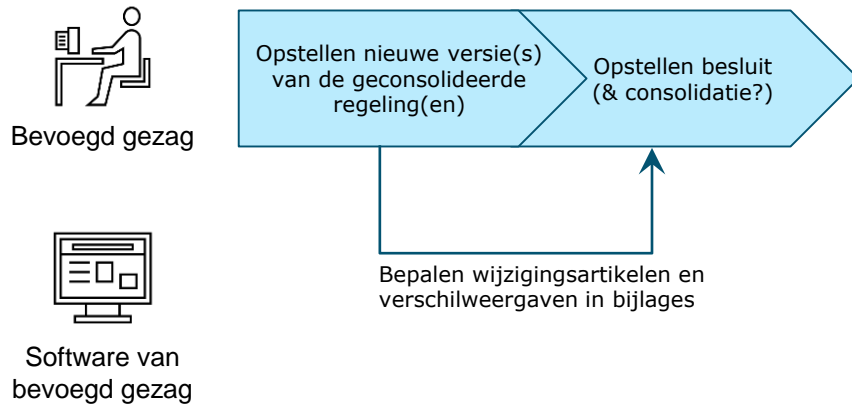 Bevoegd gezag
Opstellen nieuwe versie(s)
van de geconsolideerde
regeling(en)
Opstellen besluit
(& consolidatie?)
Bepalen wijzigingsartikelen en
verschilweergaven in bijlages
Software van
bevoegd gezag